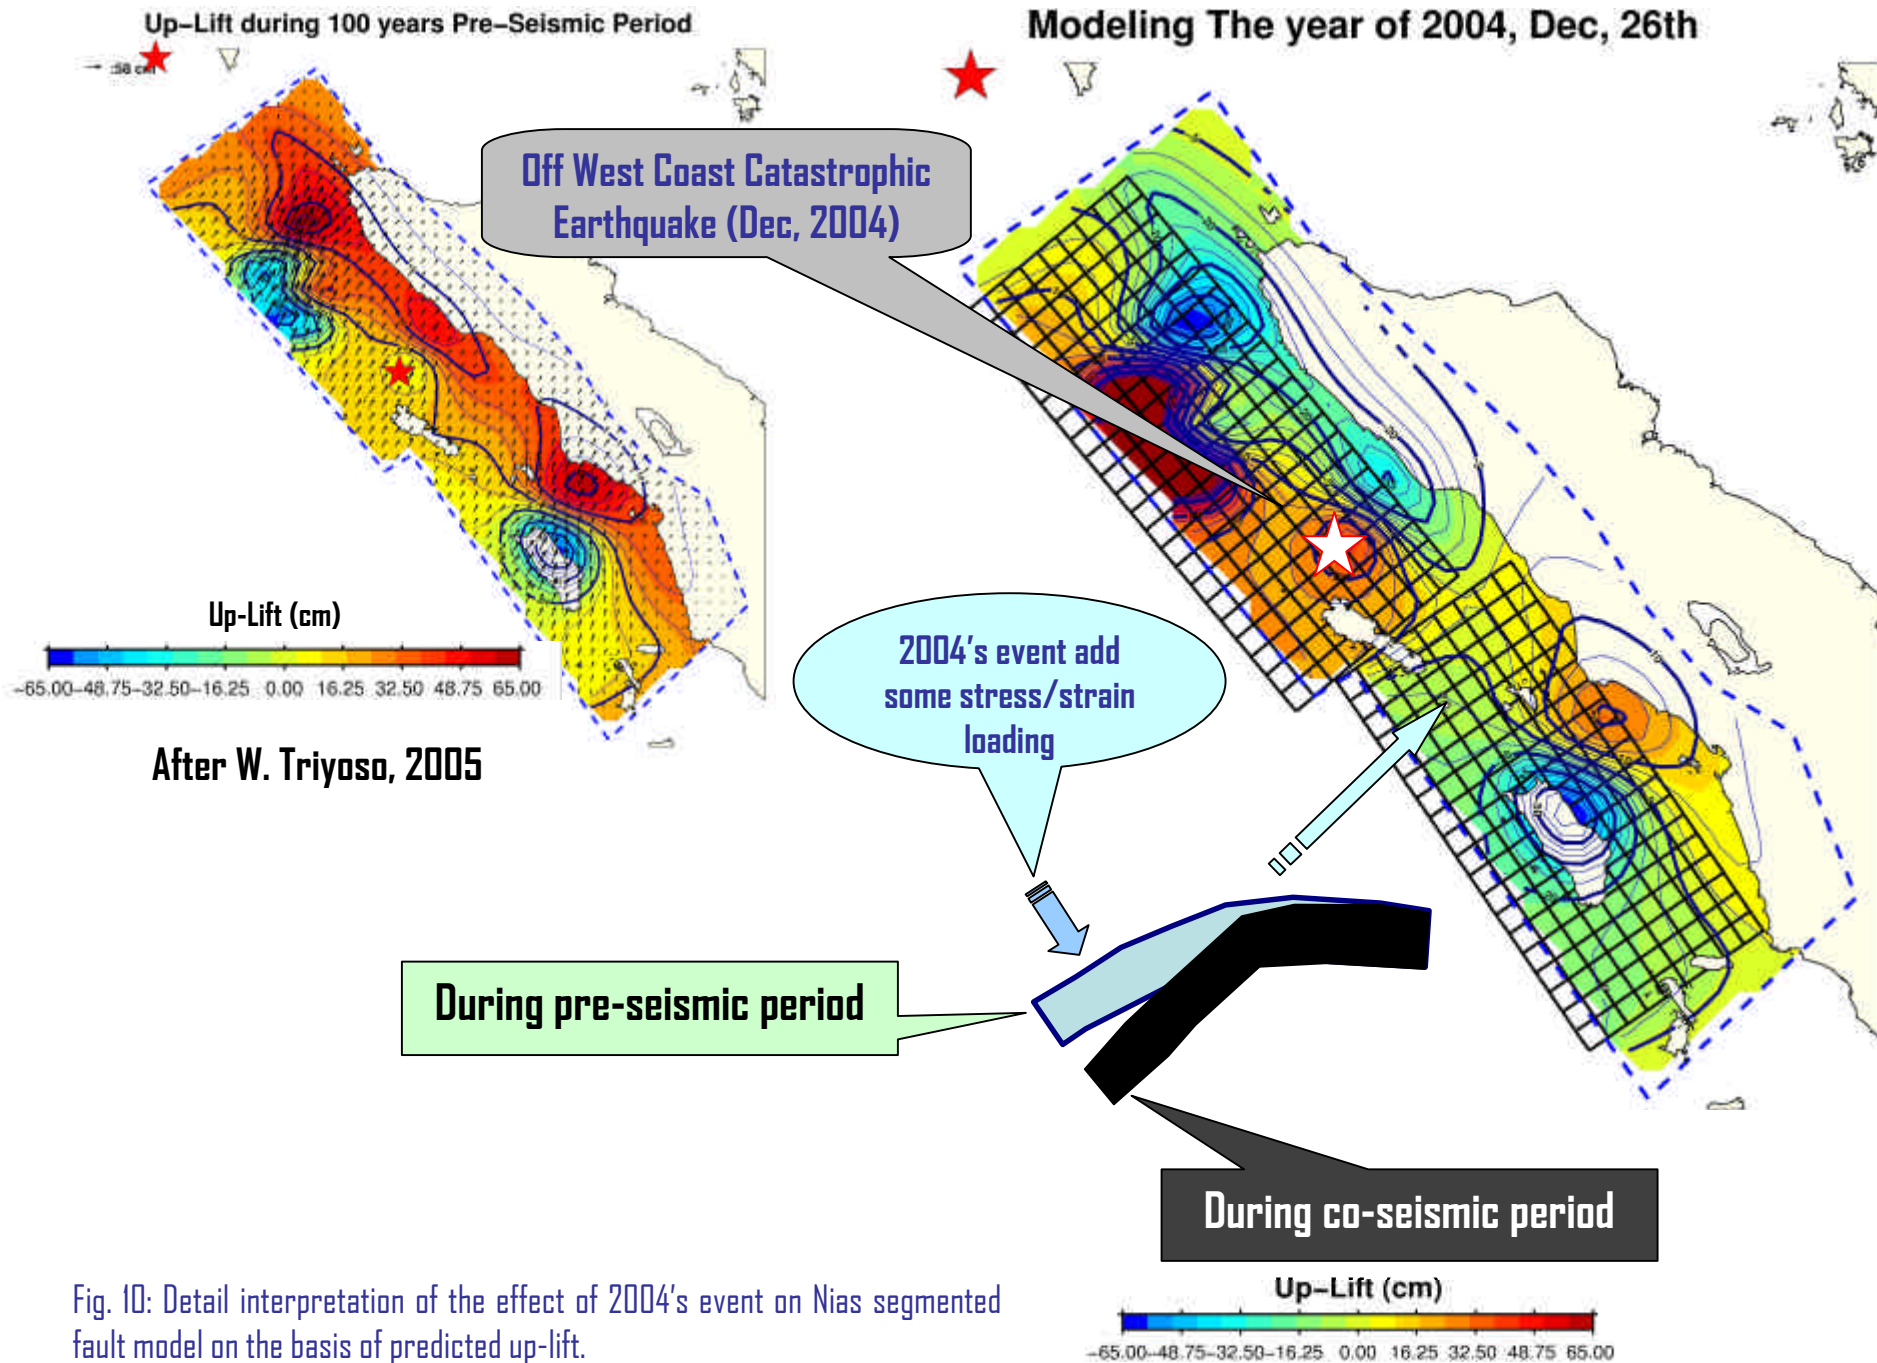 Up-Lift during 100 years Pre-Seismic Period
Modeling The year of 2004, Dec, 26th
Off West Coast Catastrophic
Earthquake (Dec, 2004)
Up-Lift (cm)
-65.00-48.75-32.50-16.25 0.00 16.25 32.50 48.75 65.00
After W. Triyoso, 2005
2004's event add
some stress/strain
loading
During pre-seismic period
During co-seismic period
Up-Lift (cm)
-65.00-48.75-32.50-16.25 0.00 16.25 32.50 48.75 65.00
Fig. 10: Detail interpretation of the effect of 2004's event on Nias segmented
fault model on the basis of predicted up-lift.